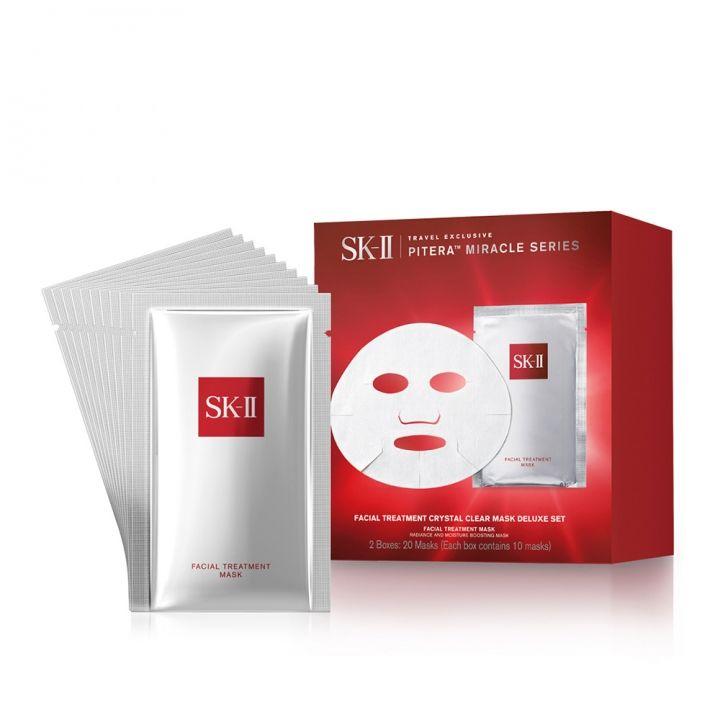 SK-II
FACIAL TREATMENT
MASK
SK-II
TRAVEL EXCLUSIVE
PITERA™ MIRACLE SERIES
SK-II
FACIAL TREATMENT
MASK
FACIAL TREATMENT CRYSTAL CLEAR MASK DELUXE SET
FACIAL TREATMENT MASK
RADIANCE AND MOISTURE BOOSTING MASK
2 Boxes: 20 Masks (Each box contains 10 masks)